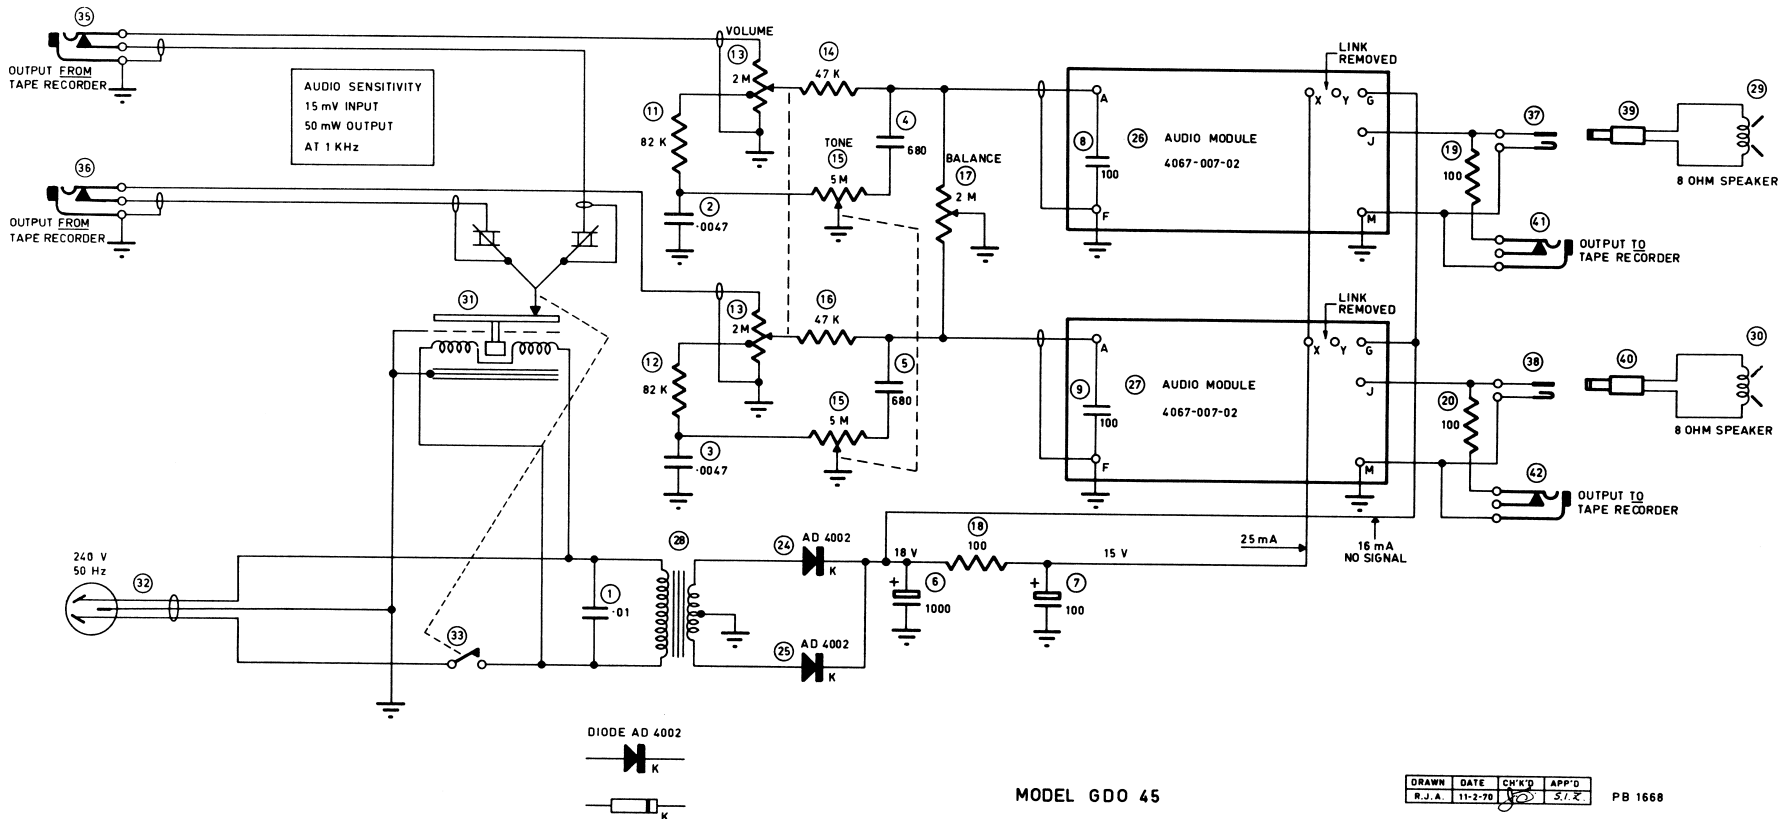 35
OUTPUT FROM
TAPE RECORDER
AUDIO SENSITIVITY
15 mV INPUT
50 mW OUTPUT
AT 1 KHz
36
OUTPUT FROM
TAPE RECORDER
VOLUME
13
2 M
14
47 K
11
82 K
4
680
TONE
15
5 M
2
.0047
BALANCE
17
2 M
A
8
100
F
26 AUDIO MODULE
4067-007-02
LINK
REMOVED
X Y G
J
M
19
100
37
39
29
8 OHM SPEAKER
41
OUTPUT TO
TAPE RECORDER
31
13
2M
16
47 K
12
82 K
5
680
15
5 M
3
.0047
A
9
100
F
27 AUDIO MODULE
4067-007-02
LINK
REMOVED
X Y G
J
M
20
100
38
40
30
8 OHM SPEAKER
42
OUTPUT TO
TAPE RECORDER
240 V
50 Hz
32
33
1
.01
28
24 AD 4002
K
25 AD 4002
K
18 V
+
6
1000
18
100
15 V
+
7
100
25 mA
16 mA
NO SIGNAL
DIODE AD 4002
K
K
MODEL GDO 45
DRAWN DATE CH'K'D APP'D
R.J.A. 11-2-70 S.I.Z.
PB 1668